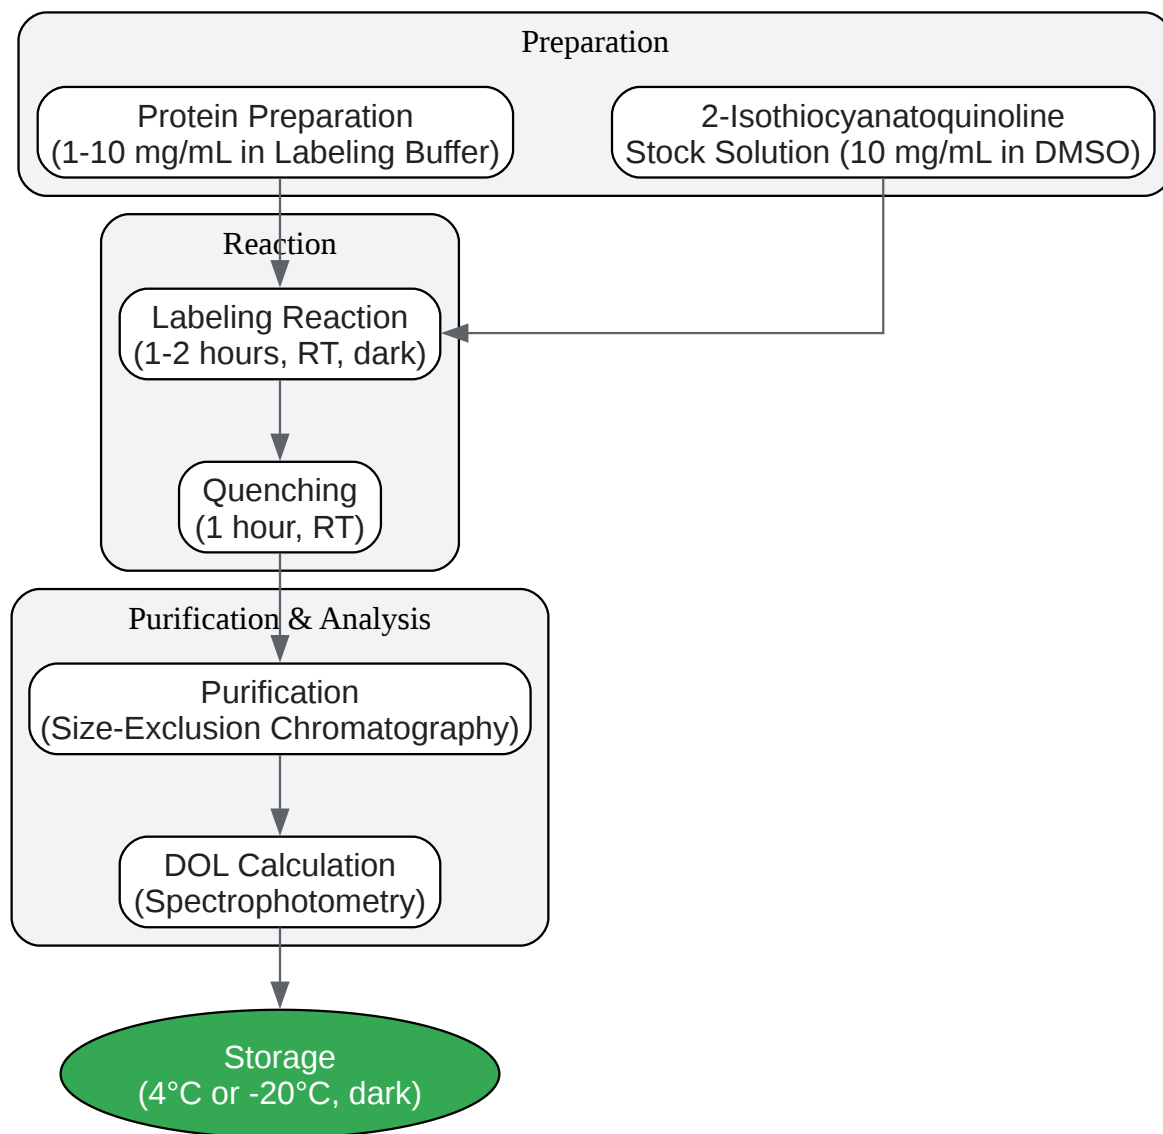 Preparation
Protein Preparation
(1-10 mg/mL in Labeling Buffer)
2-Isothiocyanatoquinoline
Stock Solution (10 mg/mL in DMSO)
Reaction
Labeling Reaction
(1-2 hours, RT, dark)
Quenching
(1 hour, RT)
Purification & Analysis
Purification
(Size-Exclusion Chromatography)
DOL Calculation
(Spectrophotometry)
Storage
(4°C or -20°C, dark)